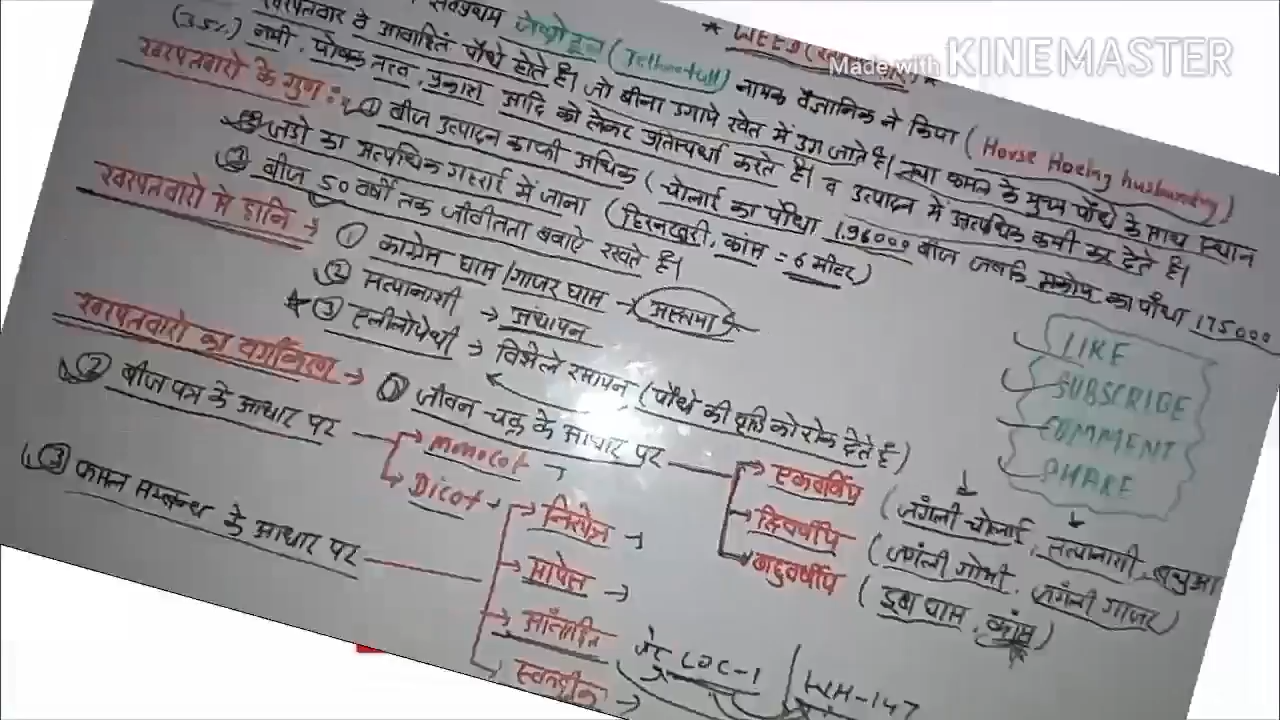 * WEED
Made with KINEMASTER
सर्वप्रथम जेथ्रो टूल (Jethrotull) नामक वैज्ञानिक ने किया (Horse Hoeing husbandry)
खरपतवार वे अवांछित पौधे होते है। जो बीना उगाये खेत में उग जाते है। तथा फसल के मुख्य पौधे के साथ स्थान
(35%) नमी, पोषक तत्व, प्रकाश आदि को लेकर प्रतिस्पर्धा करते है। व उत्पादन में अत्यधिक कमी कर देते है।
खरपतवारो के गुण :- ① बीज उत्पादन काफी अधिक (चोलाई का पौधा 196000 बीज जबकि मकोय का पौधा 175000
जडो का अत्यधिक गहराई में जाना (हिरनखुरी, कांस = 6 मीटर)
बीज 50 वर्षो तक जीवीतता बनाऐ रखते है।
खरपतवारो से हानि → ① कांग्रेस घास / गाजर घास → अस्थमा
② सत्यानाशी → अंधापन
③ एलीलोपैथी → विषैले रसायन (पौधे की वृद्धि को रोक देते है)
खरपतवारो का वर्गीकरण → ① जीवन चक्र के आधार पर
→ एकवर्षीय (जंगली चोलाई, सत्यानाशी, बथुआ
→ द्विवर्षीय (जंगली गोभी, जंगली गाजर)
→ बहुवर्षीय (दूब घास, कांस)
② बीज पत्र के आधार पर
→ monocot →
→ Dicot →
③ फसल सम्बन्ध के आधार पर
→ निरपेक्ष →
→ सापेक्ष →
→
→
LIKE
SUBSCRIBE
COMMENT
SHARE
WH-147